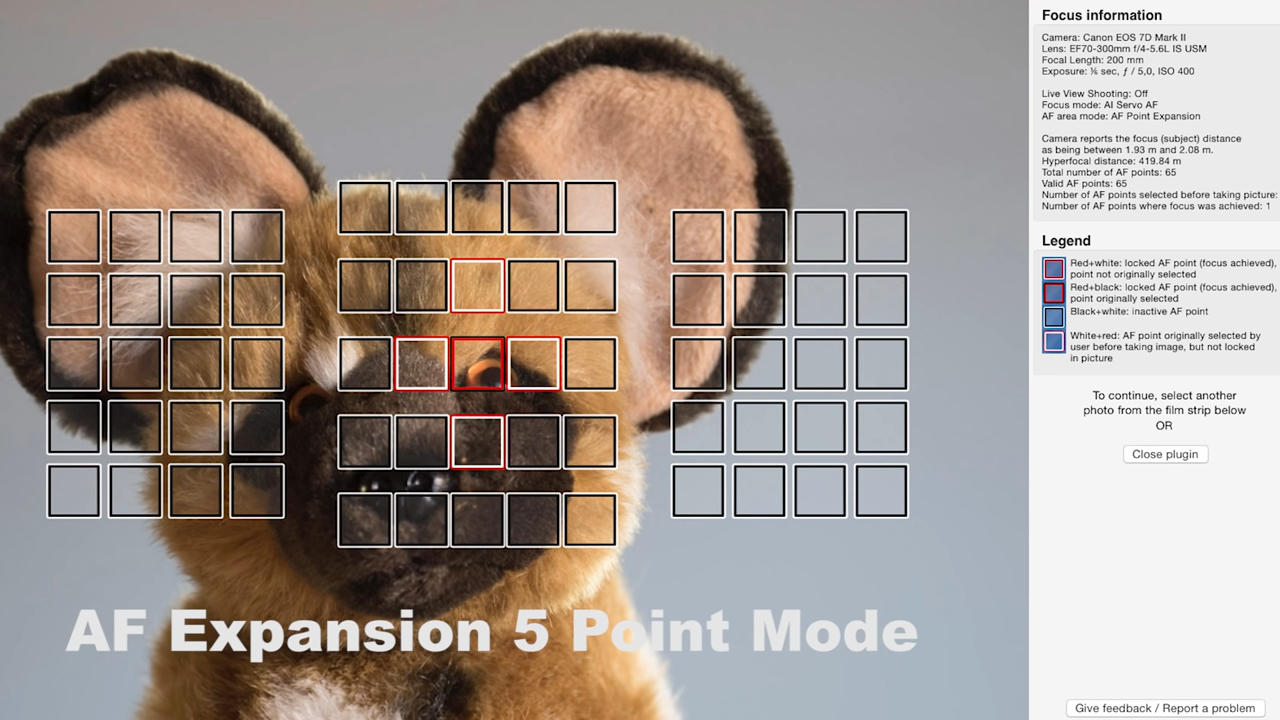 Focus information
Camera: Canon EOS 7D Mark II
Lens: EF70-300mm f/4-5.6L IS USM
Focal Length: 200 mm
Exposure: ⅙ sec, ƒ / 5,0, ISO 400
Live View Shooting: Off
Focus mode: AI Servo AF
AF area mode: AF Point Expansion
Camera reports the focus (subject) distance
as being between 1.93 m and 2.08 m.
Hyperfocal distance: 419.84 m
Total number of AF points: 65
Valid AF points: 65
Number of AF points selected before taking picture:
Number of AF points where focus was achieved: 1
Legend
Red+white: locked AF point (focus achieved),
point not originally selected
Red+black: locked AF point (focus achieved),
point originally selected
Black+white: inactive AF point
White+red: AF point originally selected by
user before taking image, but not locked
in picture
To continue, select another
photo from the film strip below
OR
Close plugin
AF Expansion 5 Point Mode
Give feedback / Report a problem